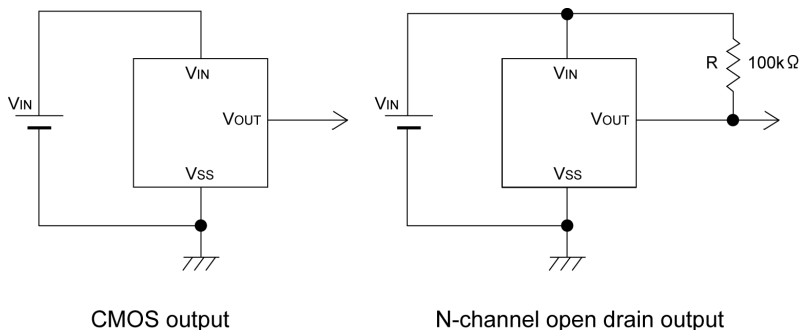 VIN
VIN
VOUT
VSS
CMOS output
VIN
VIN
VOUT
VSS
R 100kΩ
N-channel open drain output